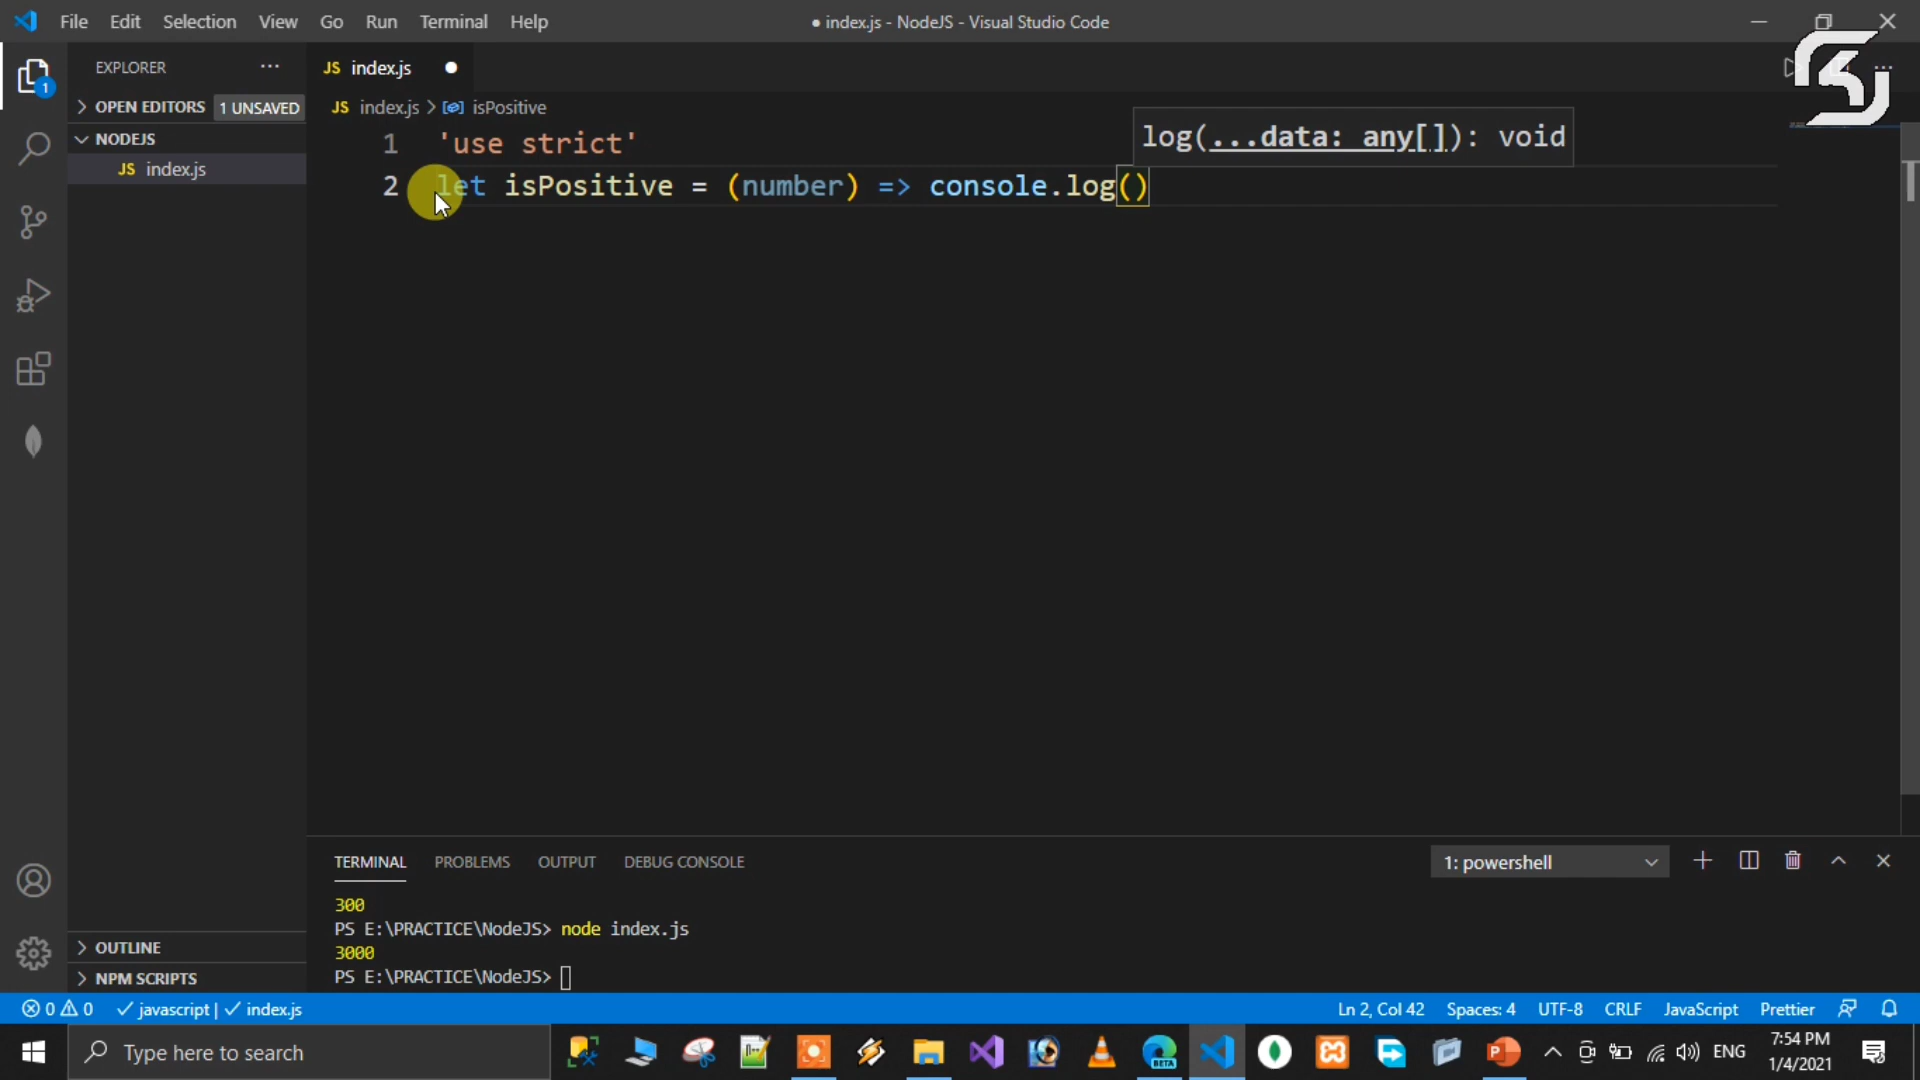 File Edit Selection View Go Run Terminal Help
● index.js - NodeJS - Visual Studio Code
EXPLORER
OPEN EDITORS 1 UNSAVED
NODEJS
JS index.js
OUTLINE
NPM SCRIPTS
1
JS index.js
JS index.js > isPositive
log(...data: any[]): void
1 'use strict'
2 let isPositive = (number) => console.log()
TERMINAL PROBLEMS OUTPUT DEBUG CONSOLE
1: powershell
300
PS E:\PRACTICE\NodeJS> node index.js
3000
PS E:\PRACTICE\NodeJS>
0 0 javascript | index.js
Ln 2, Col 42 Spaces: 4 UTF-8 CRLF JavaScript Prettier
Type here to search
BETA
ENG
7:54 PM
1/4/2021